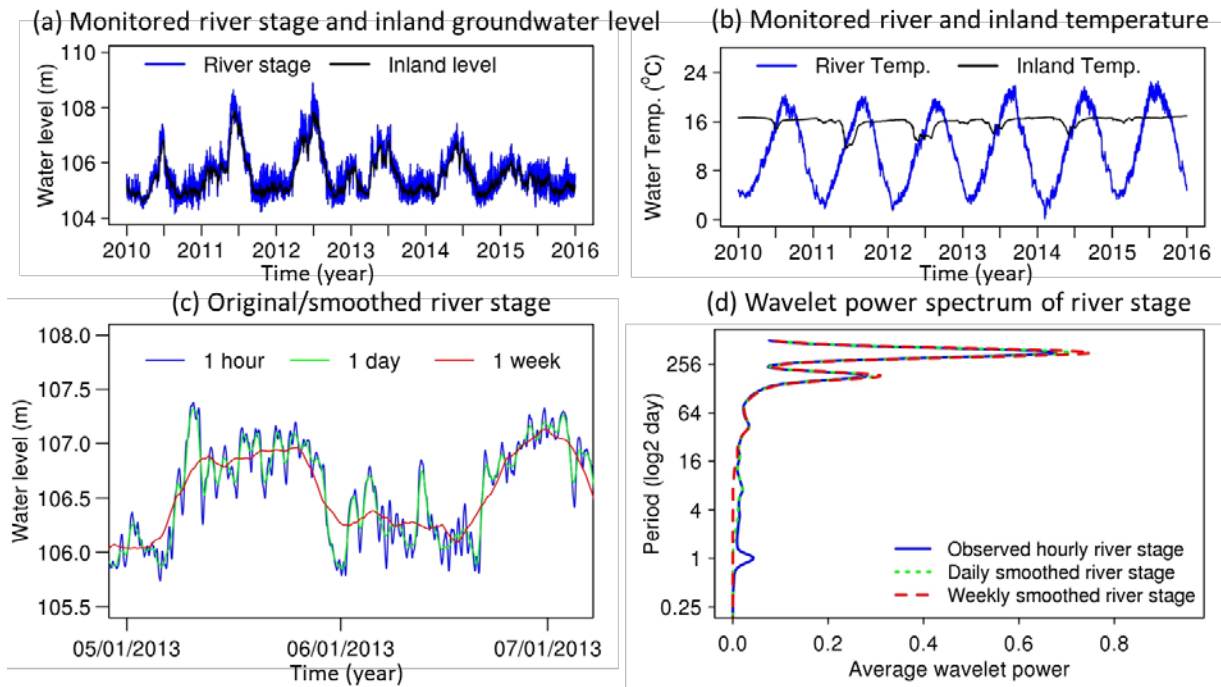 (a) Monitored river stage and inland groundwater level
River stage
Inland level
Water level (m)
110
108
106
104
2010 2011 2012 2013 2014 2015 2016
Time (year)
(b) Monitored river and inland temperature
River Temp.
Inland Temp.
Water Temp. (°C)
24
16
8
0
2010 2011 2012 2013 2014 2015 2016
Time (year)
(c) Original/smoothed river stage
1 hour
1 day
1 week
Water level (m)
108.0
107.5
107.0
106.5
106.0
105.5
05/01/2013 06/01/2013 07/01/2013
Time (year)
(d) Wavelet power spectrum of river stage
Period (log2 day)
256
64
16
4
1
0.25
Observed hourly river stage
Daily smoothed river stage
Weekly smoothed river stage
0.0 0.2 0.4 0.6 0.8
Average wavelet power